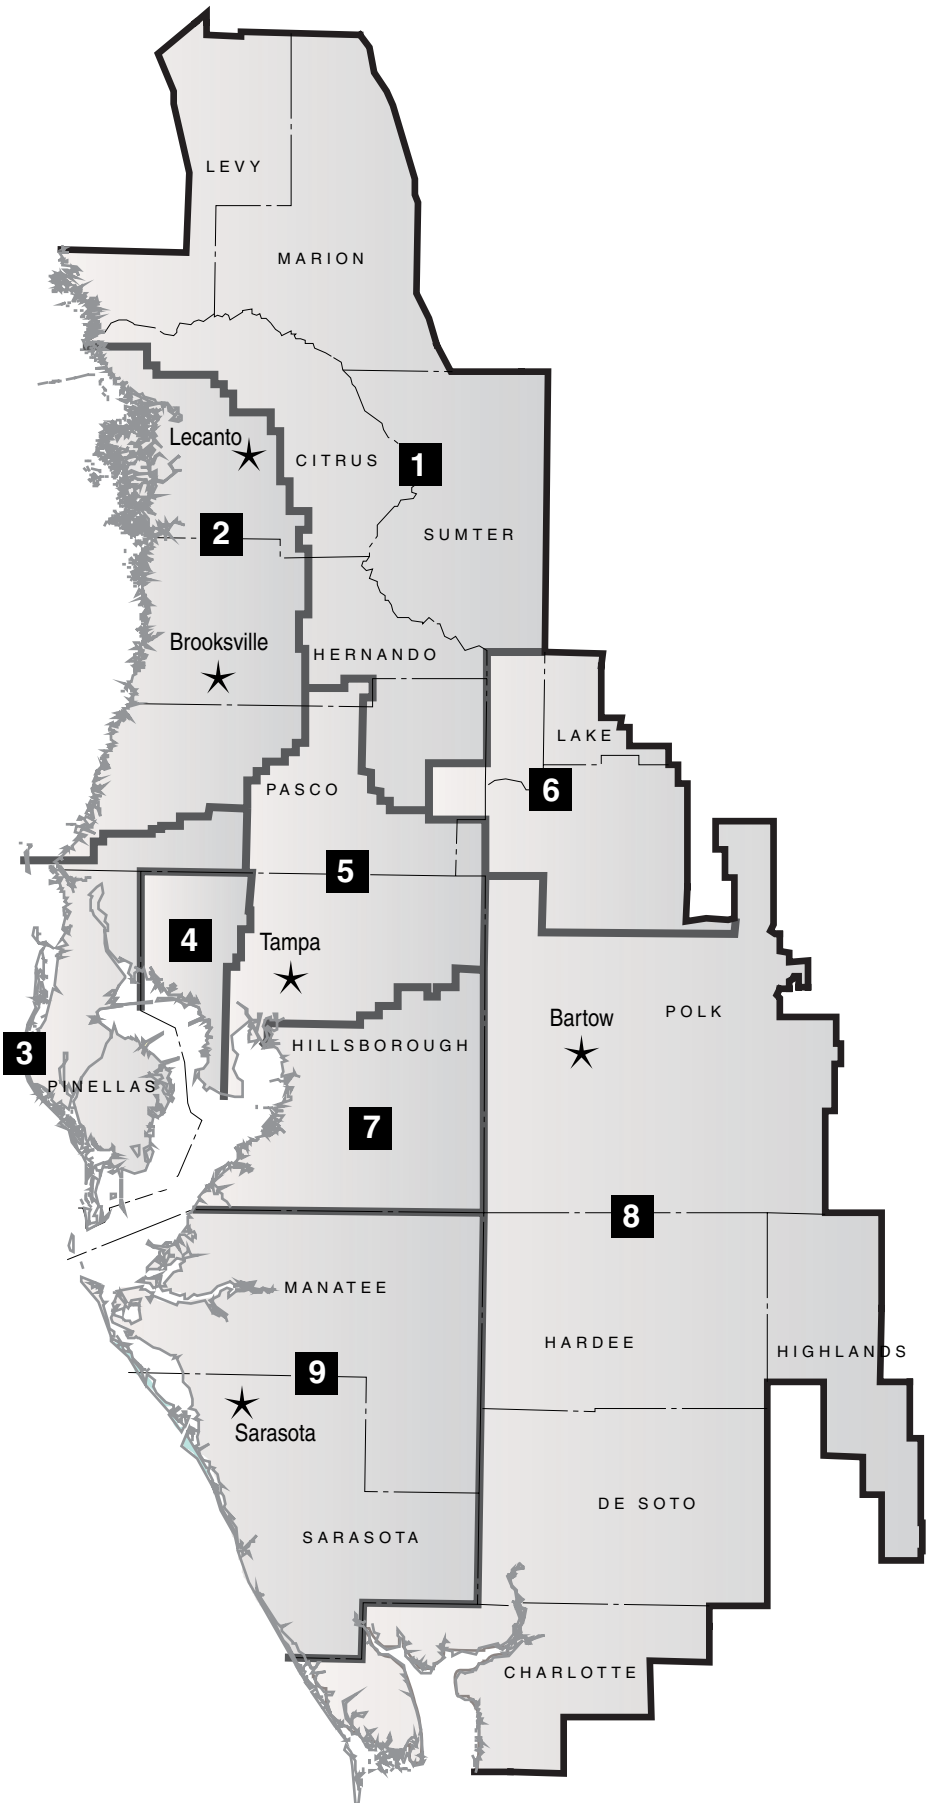 LEVY
MARION
Lecanto
CITRUS
1
2
SUMTER
Brooksville
HERNANDO
LAKE
PASCO
6
5
4
Tampa
Bartow
POLK
3
HILLSBOROUGH
PINELLAS
7
8
MANATEE
HARDEE
HIGHLANDS
9
Sarasota
DE SOTO
SARASOTA
CHARLOTTE